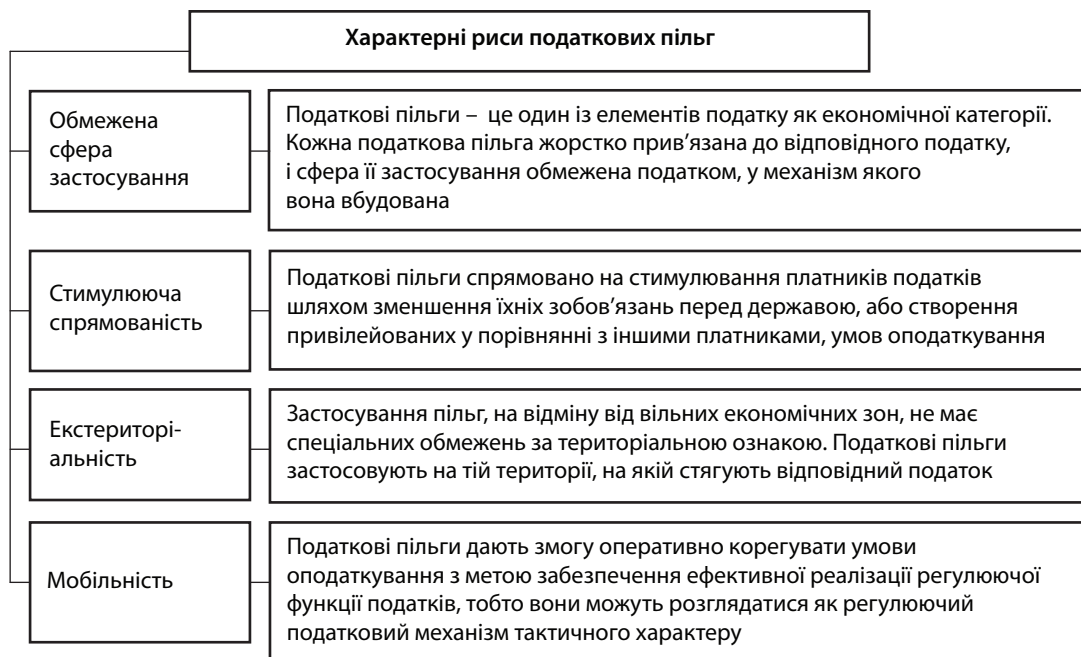 Характерні риси податкових пільг
Обмежена
сфера
застосування
Податкові пільги – це один із елементів податку як економічної категорії.
Кожна податкова пільга жорстко прив’язана до відповідного податку,
і сфера її застосування обмежена податком, у механізм якого
вона вбудована
Стимулююча
спрямованість
Податкові пільги спрямовано на стимулювання платників податків
шляхом зменшення їхніх зобов’язань перед державою, або створення
привілейованих у порівнянні з іншими платниками, умов оподаткування
Екстериторі-
альність
Застосування пільг, на відміну від вільних економічних зон, не має
спеціальних обмежень за територіальною ознакою. Податкові пільги
застосовують на тій території, на якій стягують відповідний податок
Мобільність
Податкові пільги дають змогу оперативно корегувати умови
оподаткування з метою забезпечення ефективної реалізації регулюючої
функції податків, тобто вони можуть розглядатися як регулюючий
податковий механізм тактичного характеру